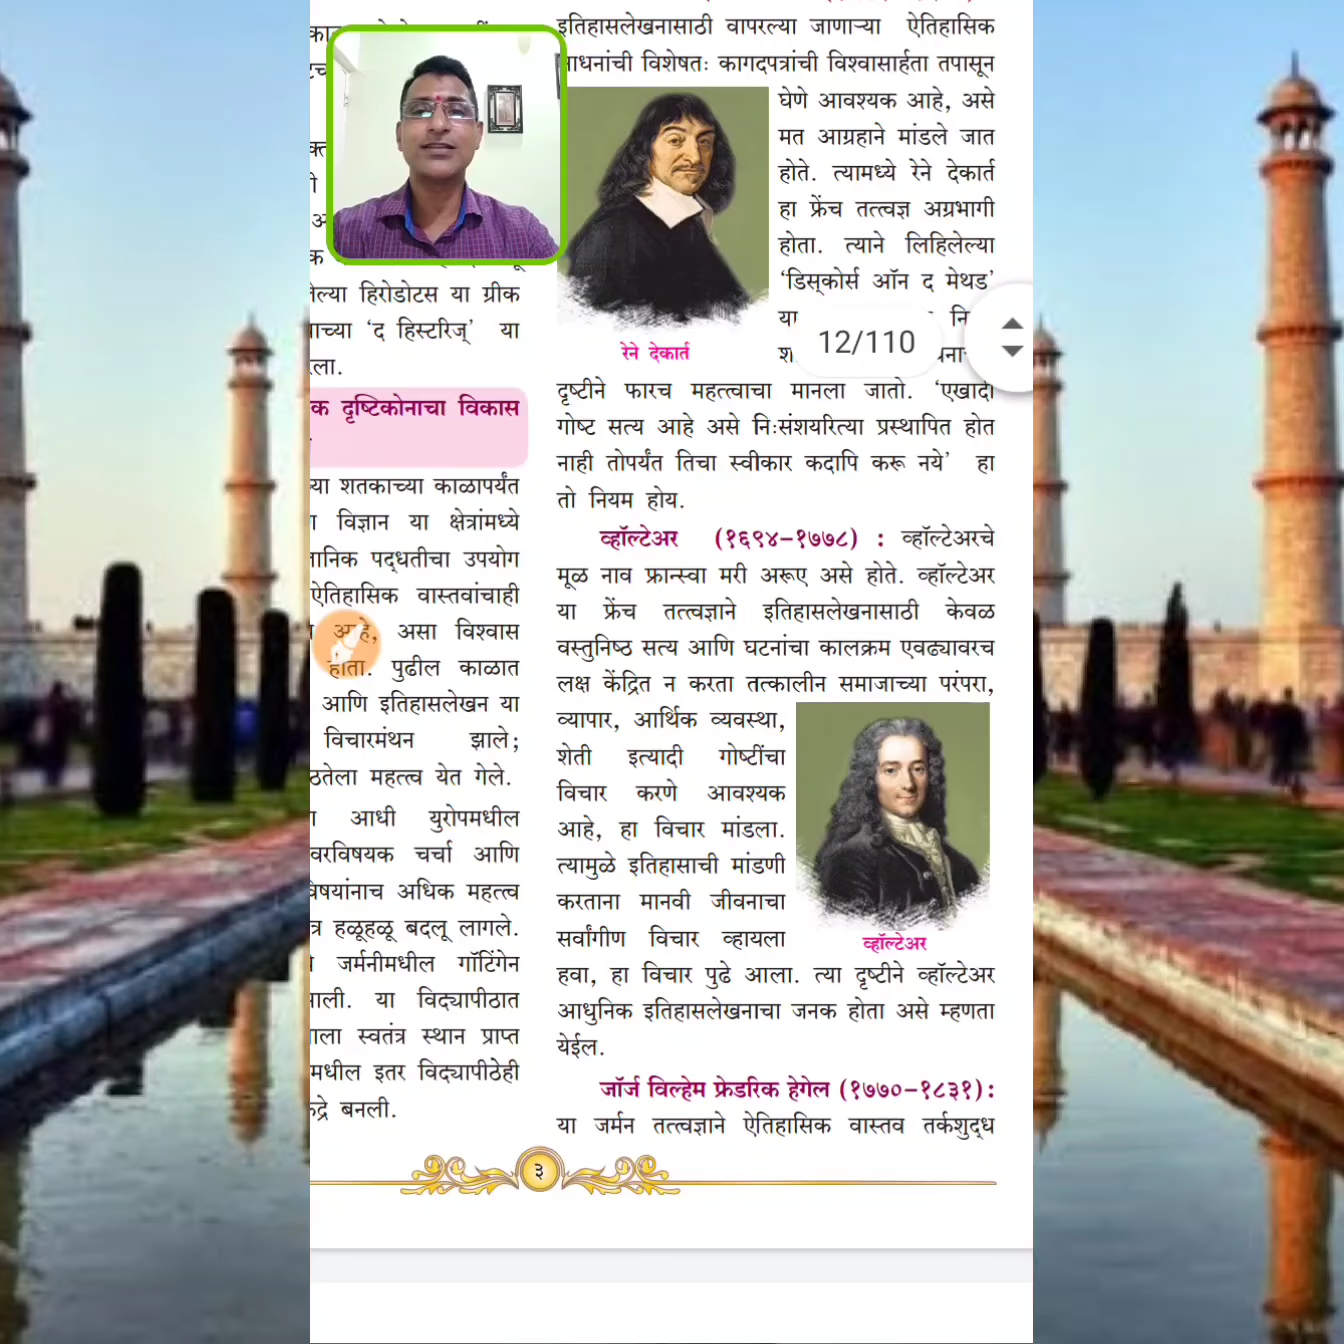 ेल्या हिरोडोटस या ग्रीक
ाच्या ‘द हिस्टरिज्’ या
ला.
क दृष्टिकोनाचा विकास
या शतकाच्या काळापर्यंत
विज्ञान या क्षेत्रांमध्ये
ानिक पद्धतीचा उपयोग
ऐतिहासिक वास्तवांचाही
आहे, असा विश्वास
होता. पुढील काळात
आणि इतिहासलेखन या
विचारमंथन झाले;
ठतेला महत्त्व येत गेले.
आधी युरोपमधील
वरविषयक चर्चा आणि
विषयांनाच अधिक महत्त्व
त्र हळूहळू बदलू लागले.
जर्मनीमधील गॉटिंगेन
ाली. या विद्यापीठात
ाला स्वतंत्र स्थान प्राप्त
मधील इतर विद्यापीठेही
द्रे बनली.
इतिहासलेखनासाठी वापरल्या जाणाऱ्या ऐतिहासिक
साधनांची विशेषतः कागदपत्रांची विश्वासार्हता तपासून
घेणे आवश्यक आहे, असे
मत आग्रहाने मांडले जात
होते. त्यामध्ये रेने देकार्त
हा फ्रेंच तत्त्वज्ञ अग्रभागी
होता. त्याने लिहिलेल्या
‘डिस्कोर्स ऑन द मेथड’
12/110
रेने देकार्त
दृष्टीने फारच महत्त्वाचा मानला जातो. ‘एखादी
गोष्ट सत्य आहे असे निःसंशयरित्या प्रस्थापित होत
नाही तोपर्यंत तिचा स्वीकार कदापि करू नये’ हा
तो नियम होय.
व्हॉल्टेअर (१६९४–१७७८) : व्हॉल्टेअरचे
मूळ नाव फ्रान्स्वा मरी अरूए असे होते. व्हॉल्टेअर
या फ्रेंच तत्त्वज्ञाने इतिहासलेखनासाठी केवळ
वस्तुनिष्ठ सत्य आणि घटनांचा कालक्रम एवढ्यावरच
लक्ष केंद्रित न करता तत्कालीन समाजाच्या परंपरा,
व्यापार, आर्थिक व्यवस्था,
शेती इत्यादी गोष्टींचा
विचार करणे आवश्यक
आहे, हा विचार मांडला.
त्यामुळे इतिहासाची मांडणी
करताना मानवी जीवनाचा
सर्वांगीण विचार व्हायला
व्हॉल्टेअर
हवा, हा विचार पुढे आला. त्या दृष्टीने व्हॉल्टेअर
आधुनिक इतिहासलेखनाचा जनक होता असे म्हणता
येईल.
जॉर्ज विल्हेम फ्रेडरिक हेगेल (१७७०–१८३१) :
या जर्मन तत्त्वज्ञाने ऐतिहासिक वास्तव तर्कशुद्ध
३